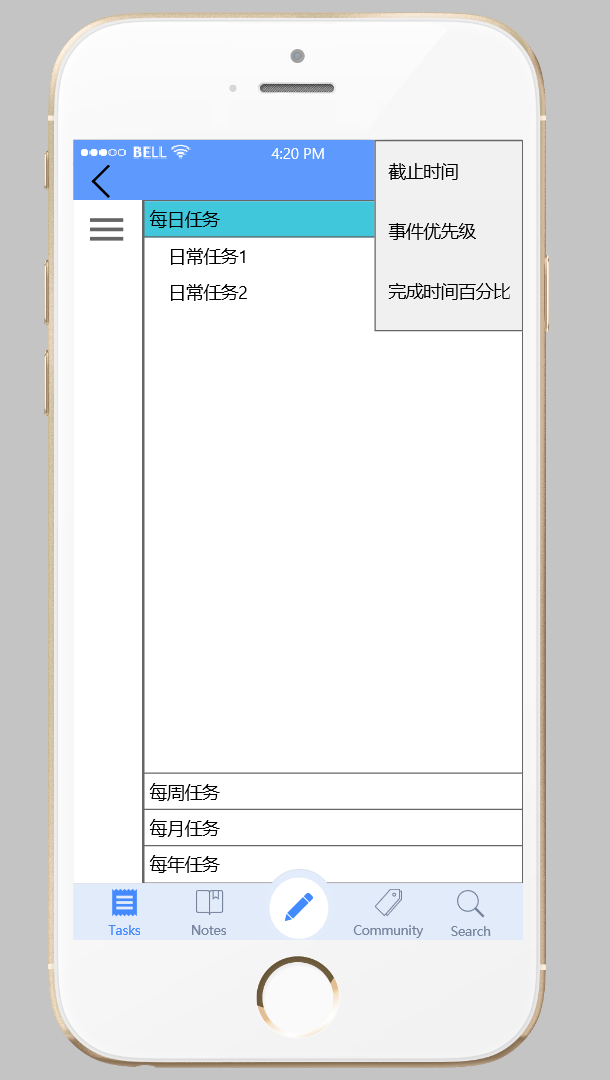 BELL
4:20 PM
截止时间
事件优先级
完成时间百分比
每日任务
日常任务1
日常任务2
每周任务
每月任务
每年任务
Tasks
Notes
Community
Search